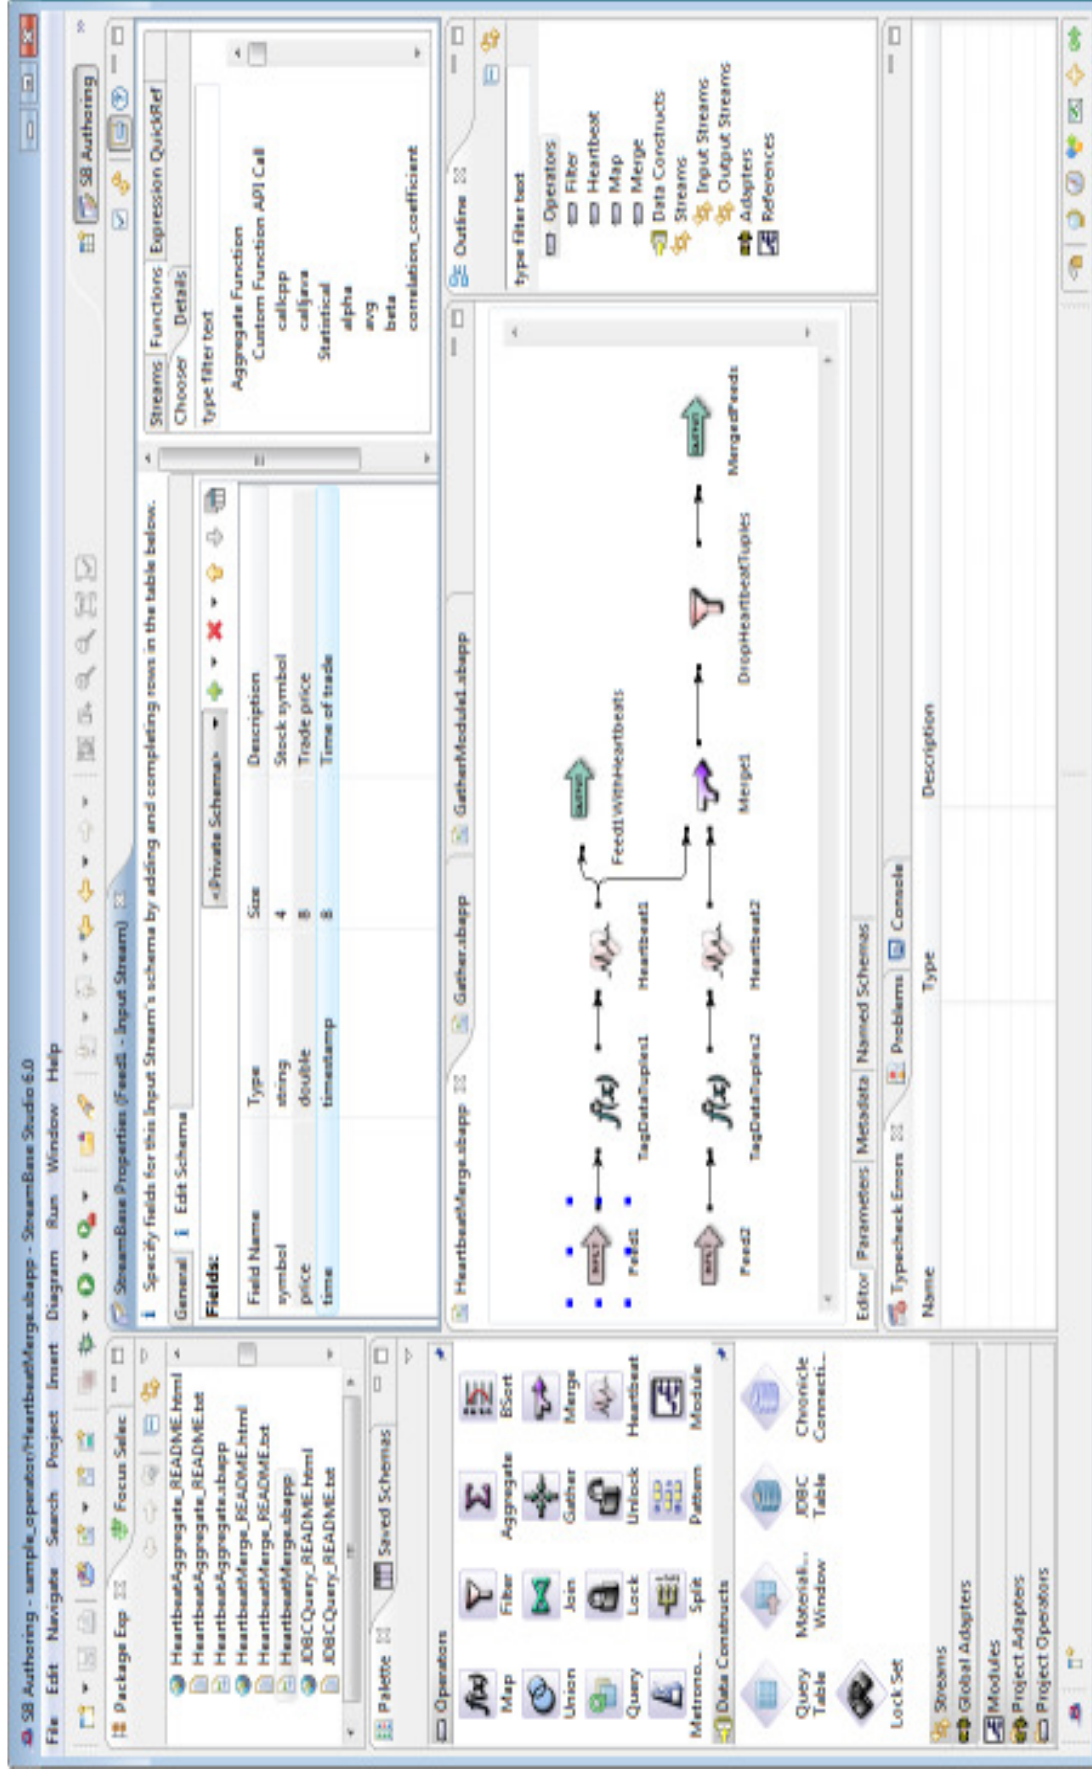 SB Authoring - sample_operator/HeartbeatMerge.sbapp - StreamBase Studio 6.0
File Edit Navigate Search Project Insert Diagram Run Window Help
SB Authoring
Package Exp
Focus Selec
HeartbeatAggregate_README.html
HeartbeatAggregate_README.txt
HeartbeatAggregate.sbapp
HeartbeatMerge_README.html
HeartbeatMerge_README.txt
HeartbeatMerge.sbapp
JDBCQuery_README.html
JDBCQuery_README.txt
StreamBase Properties (Feed1 - Input Stream)
Specify fields for this Input Stream's schema by adding and completing rows in the table below.
General Edit Schema
Fields:
<Private Schema>
Field Name Type Size Description
symbol string 4 Stock symbol
price double 8 Trade price
time timestamp 8 Time of trade
Streams Functions Expression QuickRef
Chooser Details
type filter text
Aggregate Function
Custom Function API Call
callcpp
calljava
Statistical
alpha
avg
beta
correlation_coefficient
Palette Saved Schemas
Operators
Map Filter Aggregate BSort
Union Join Gather Merge
Query Lock Unlock Heartbeat
Metrono... Split Pattern Module
Data Constructs
Query Table
Materiali... Window
JDBC Table
Chronicle Connecti...
Lock Set
Streams
Global Adapters
Modules
Project Adapters
Project Operators
HeartbeatMerge.sbapp Gather.sbapp GatherModule1.sbapp
INPUT
Feed1
f(x)
TagDataTuples1
Heartbeat1
OUTPUT
Feed1WithHeartbeats
INPUT
Feed2
f(x)
TagDataTuples2
Heartbeat2
Merge1
DropHeartbeatTuples
OUTPUT
MergedFeeds
Editor Parameters Metadata Named Schemas
Outline
type filter text
Operators
Filter
Heartbeat
Map
Merge
Data Constructs
Streams
Input Streams
Output Streams
Adapters
References
Typecheck Errors Problems Console
Name Type Description